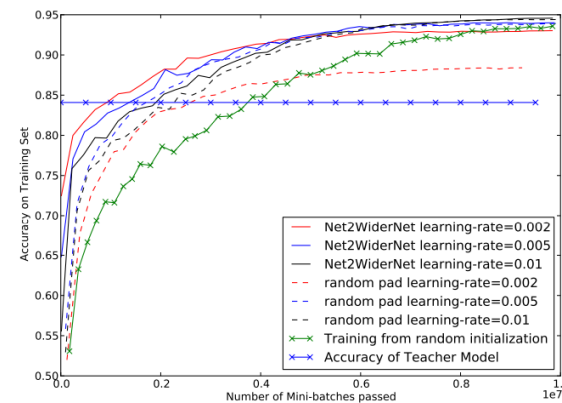 0.95
0.90
0.85
0.80
0.75
0.70
0.65
0.60
0.55
0.50
Accuracy on Training Set
Net2WiderNet learning-rate=0.002
Net2WiderNet learning-rate=0.005
Net2WiderNet learning-rate=0.01
random pad learning-rate=0.002
random pad learning-rate=0.005
random pad learning-rate=0.01
Training from random initialization
Accuracy of Teacher Model
0.0 0.2 0.4 0.6 0.8 1.0
Number of Mini-batches passed
1e7